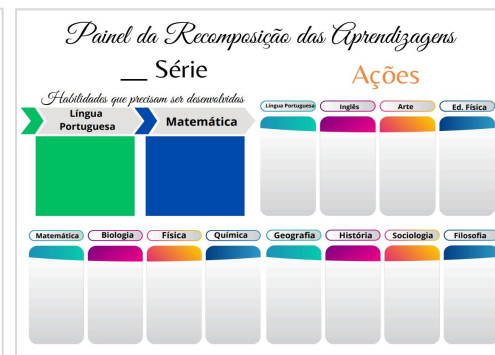 Painel da Recomposição das Aprendizagens
__ Série
Ações
Habilidades que precisam ser desenvolvidas
Língua
Portuguesa
Matemática
Língua Portuguesa
Inglês
Arte
Ed. Física
Matemática
Biologia
Física
Química
Geografia
História
Sociologia
Filosofia